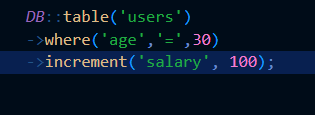 DB::table('users')
->where('age','=',30)
->increment('salary', 100);